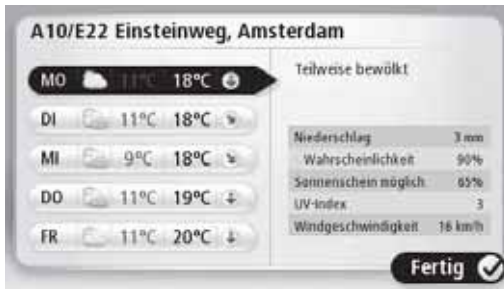 A10/E22 Einsteinweg, Amsterdam
MO 11°C 18°C
DI 11°C 18°C
MI 9°C 18°C
DO 11°C 19°C
FR 11°C 20°C
Teilweise bewölkt
Niederschlag 3 mm
Wahrscheinlichkeit 90%
Sonnenschein möglich 65%
UV-Index 3
Windgeschwindigkeit 16 km/h
Fertig